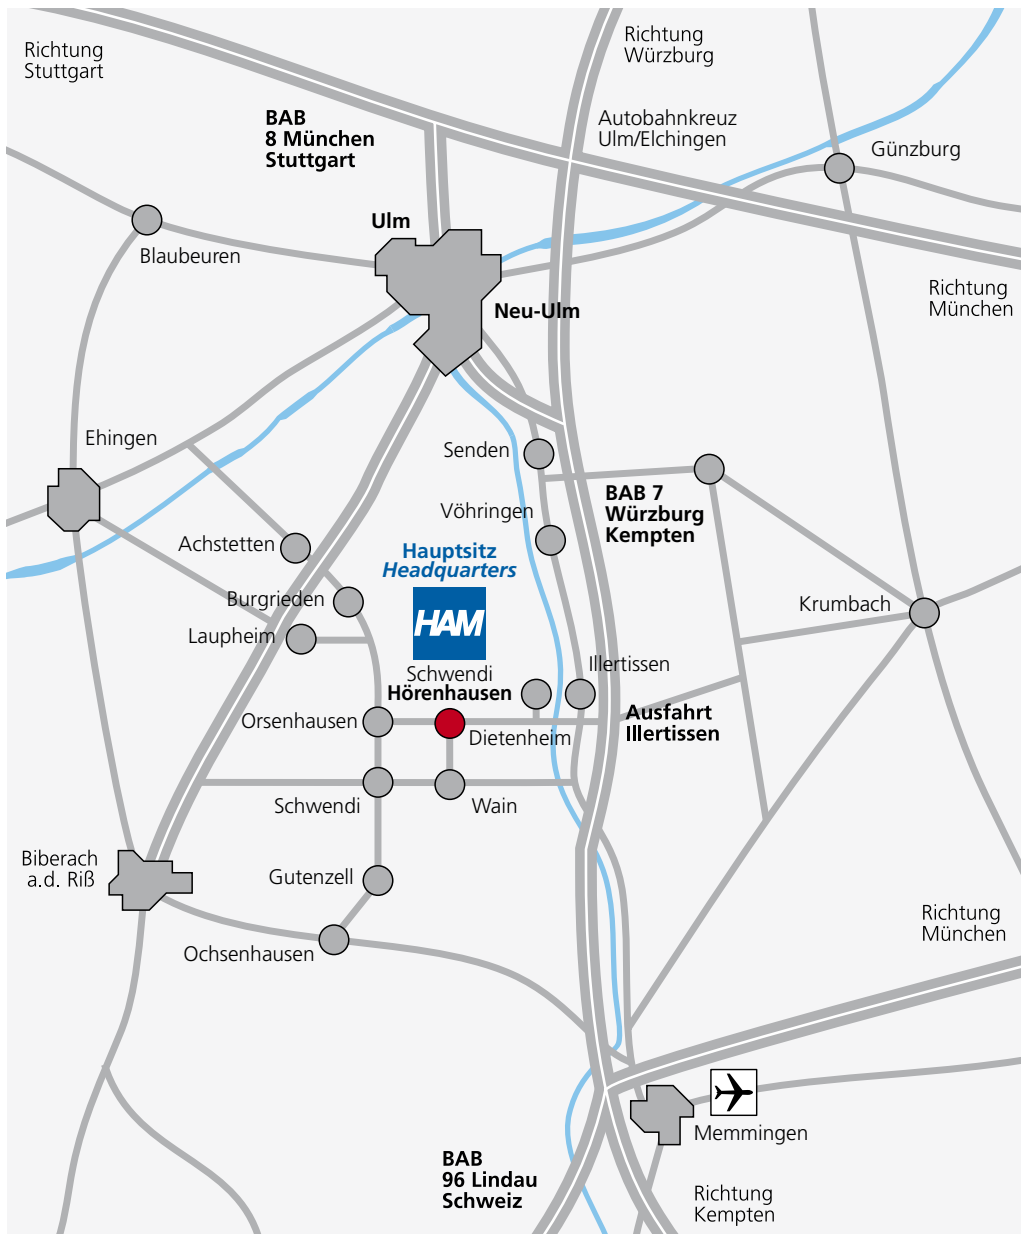 Richtung
Stuttgart
Richtung
Würzburg
BAB
8 München
Stuttgart
Autobahnkreuz
Ulm/Elchingen
Günzburg
Ulm
Blaubeuren
Richtung
München
Neu-Ulm
Ehingen
Senden
BAB 7
Würzburg
Kempten
Vöhringen
Achstetten
Hauptsitz
Headquarters
HAM
Burgrieden
Krumbach
Laupheim
Illertissen
Schwendi
Hörenhausen
Orsenhausen
Dietenheim
Ausfahrt
Illertissen
Schwendi
Wain
Biberach
a.d. Riß
Gutenzell
Richtung
München
Ochsenhausen
Memmingen
BAB
96 Lindau
Schweiz
Richtung
Kempten